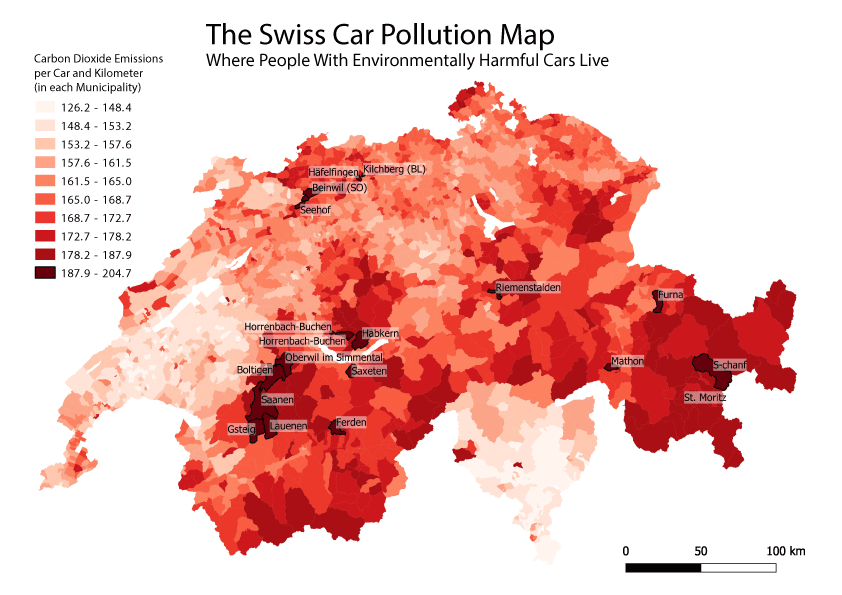 The Swiss Car Pollution Map
Where People With Environmentally Harmful Cars Live
Carbon Dioxide Emissions
per Car and Kilometer
(in each Municipality)
126.2 - 148.4
148.4 - 153.2
153.2 - 157.6
157.6 - 161.5
161.5 - 165.0
165.0 - 168.7
168.7 - 172.7
172.7 - 178.2
178.2 - 187.9
187.9 - 204.7
Häfelfingen
Kilchberg (BL)
Beinwil (SO)
Seehof
Riemenstalden
Furna
Horrenbach-Buchen
Habkern
Horrenbach-Buchen
Oberwil im Simmental
Boltigen
Saxeten
Mathon
S-chanf
St. Moritz
Saanen
Gsteig
Lauenen
Ferden
0 50 100 km